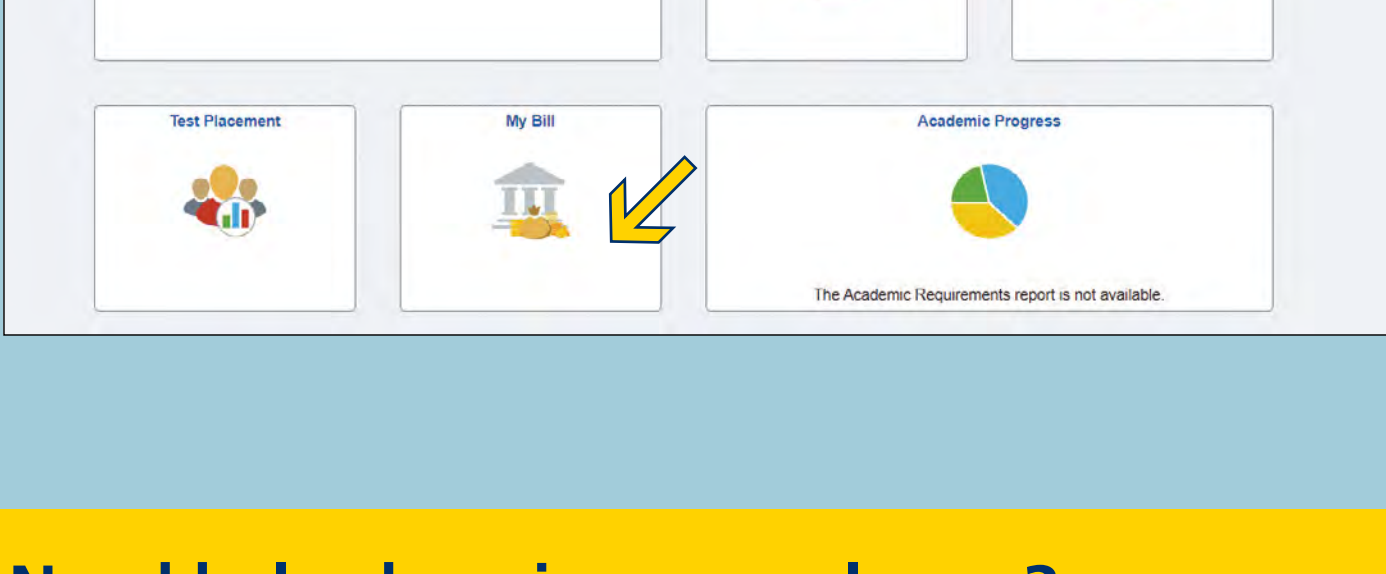 Test Placement
My Bill
Academic Progress
The Academic Requirements report is not available.